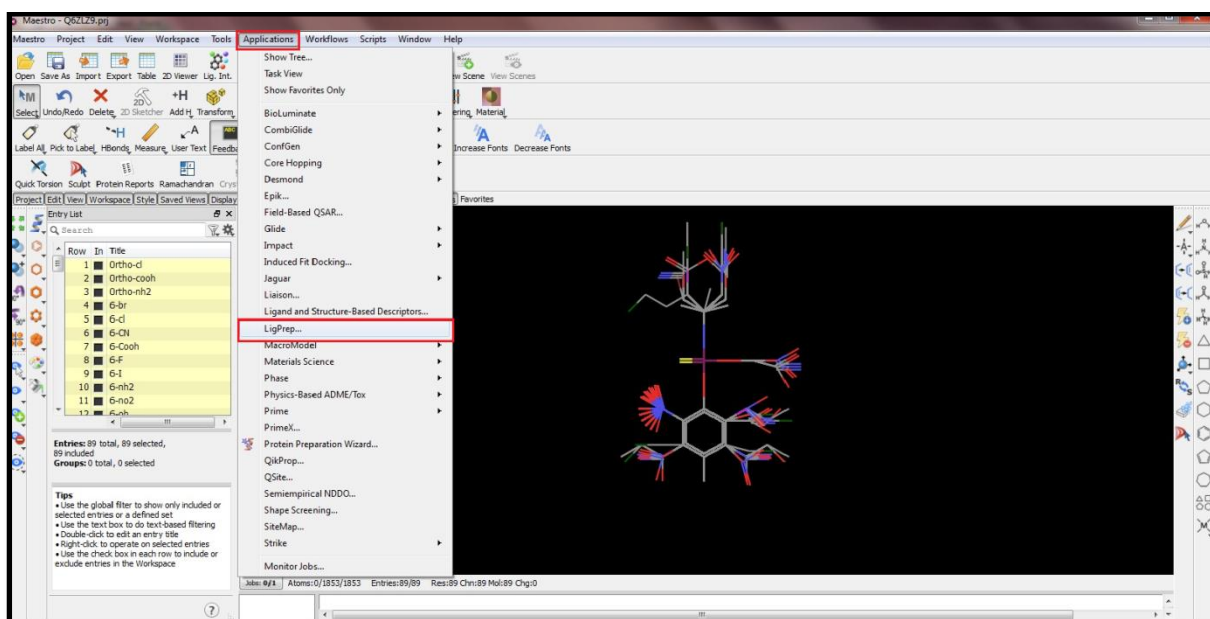 Maestro - Q6ZLZ9.prj
Maestro Project Edit View Workspace Tools Applications Workflows Scripts Window Help
Open Save As Import Export Table 2D Viewer Lig. Int.
w Scene View Scenes
Select Undo/Redo Delete 2D Sketcher Add H Transform
ering Material
Label All Pick to Label HBonds Measure User Text Feedba
Increase Fonts Decrease Fonts
Quick Torsion Sculpt Protein Reports Ramachandran Crys
Project Edit View Workspace Style Saved Views Display
Favorites
Entry List
Search
Row In Title
1 Ortho-cl
2 Ortho-cooh
3 Ortho-nh2
4 6-br
5 6-cl
6 6-CN
7 6-Cooh
8 6-F
9 6-I
10 6-nh2
11 6-no2
12 6-oh
Entries: 89 total, 89 selected,
89 included
Groups: 0 total, 0 selected
Tips
• Use the global filter to show only included or
selected entries or a defined set
• Use the text box to do text-based filtering
• Double-click to edit an entry title
• Right-click to operate on selected entries
• Use the check box in each row to include or
exclude entries in the Workspace
Show Tree...
Task View
Show Favorites Only
BioLuminate
CombiGlide
ConfGen
Core Hopping
Desmond
Epik...
Field-Based QSAR...
Glide
Impact
Induced Fit Docking...
Jaguar
Liaison...
Ligand and Structure-Based Descriptors...
LigPrep...
MacroModel
Materials Science
Phase
Physics-Based ADME/Tox
Prime
PrimeX...
Protein Preparation Wizard...
QikProp...
QSite...
Semiempirical NDDO...
Shape Screening...
SiteMap...
Strike
Monitor Jobs...
Jobs: 0/1 Atoms:0/1853/1853 Entries:89/89 Res:89 Chn:89 Mol:89 Chg:0